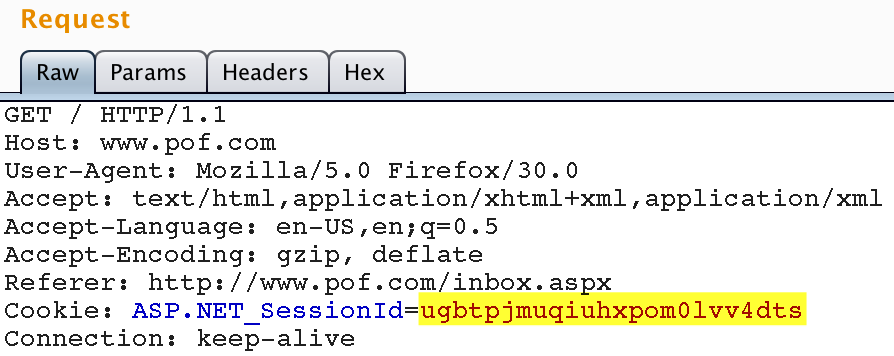 Request
Raw Params Headers Hex
GET / HTTP/1.1
Host: www.pof.com
User-Agent: Mozilla/5.0 Firefox/30.0
Accept: text/html,application/xhtml+xml,application/xml
Accept-Language: en-US,en;q=0.5
Accept-Encoding: gzip, deflate
Referer: http://www.pof.com/inbox.aspx
Cookie: ASP.NET_SessionId=ugbtpjmuqiuhxpom0lvv4dts
Connection: keep-alive